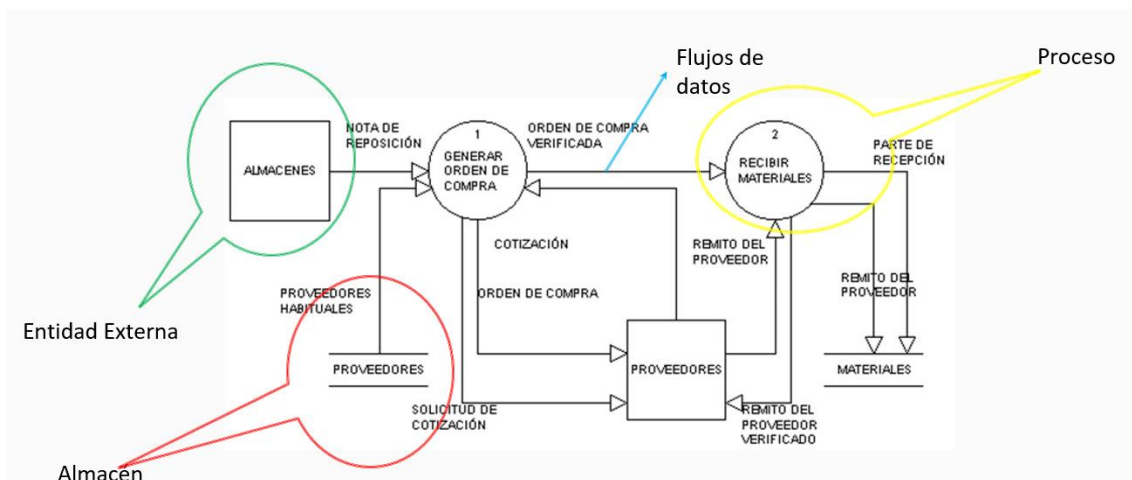 Flujos de
datos
Proceso
NOTA DE
REPOSICIÓN
1
GENERAR
ORDEN DE
COMPRA
ORDEN DE COMPRA
VERIFICADA
2
RECIBIR
MATERIALES
PARTE DE
RECEPCIÓN
ALMACENES
COTIZACIÓN
REMITO DEL
PROVEEDOR
ORDEN DE COMPRA
REMITO DEL
PROVEEDOR
PROVEEDORES
HABITUALES
Entidad Externa
PROVEEDORES
PROVEEDORES
MATERIALES
SOLICITUD DE
COTIZACIÓN
REMITO DEL
PROVEEDOR
VERIFICADO
Almacén